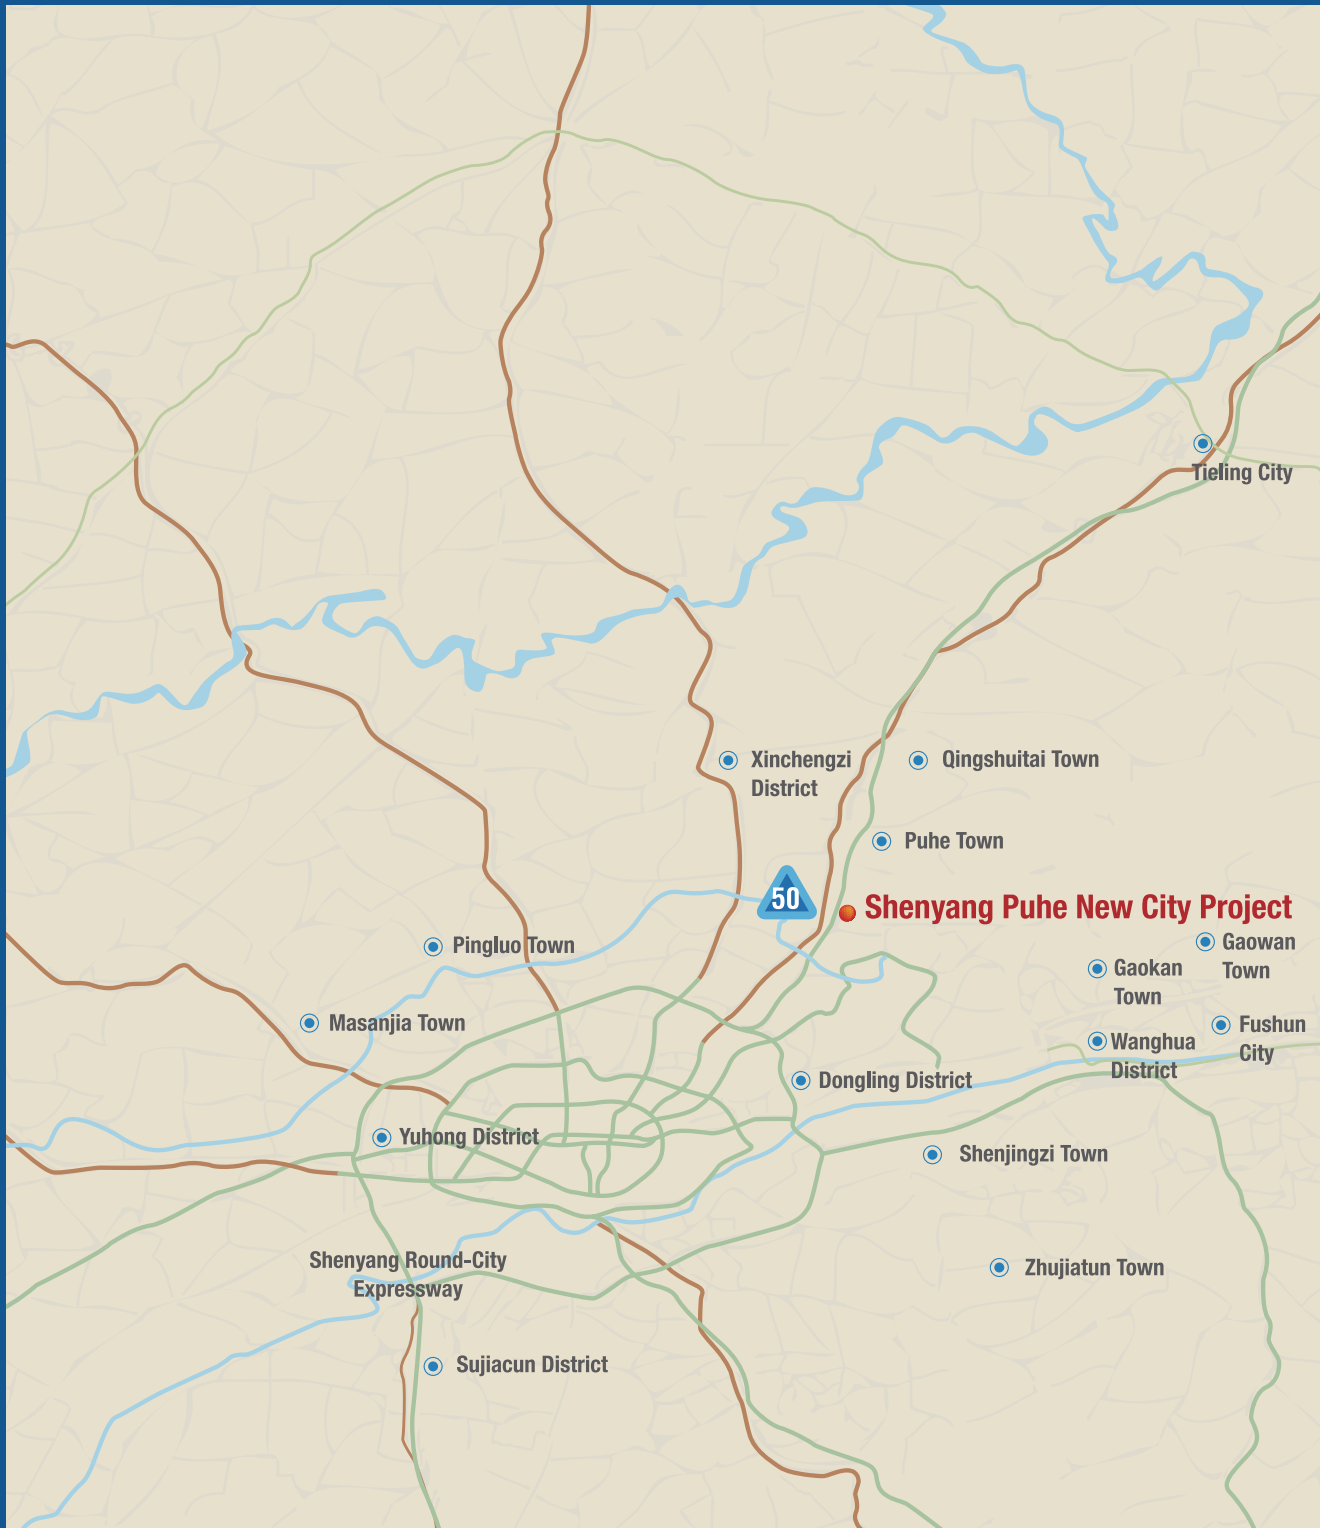 Tieling City
Xinchengzi
District
Qingshuitai Town
Puhe Town
50
Shenyang Puhe New City Project
Pingluo Town
Gaowan
Town
Gaokan
Town
Masanjia Town
Fushun
City
Wanghua
District
Dongling District
Yuhong District
Shenjingzi Town
Shenyang Round-City
Expressway
Zhujiatun Town
Sujiacun District